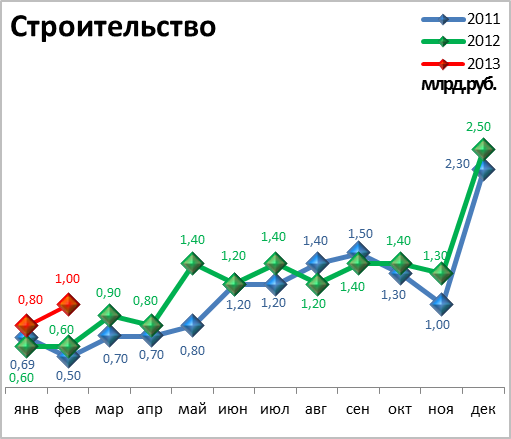 Строительство
2011
2012
2013
млрд.руб.
2,50
2,30
1,40 1,20 1,40 1,40 1,50 1,40 1,30
0,80 1,00 0,90 0,80 1,20 1,20 1,20 1,40 1,30 1,00
0,69 0,60 0,70 0,70 0,80
0,60 0,50
янв фев мар апр май июн июл авг сен окт ноя дек